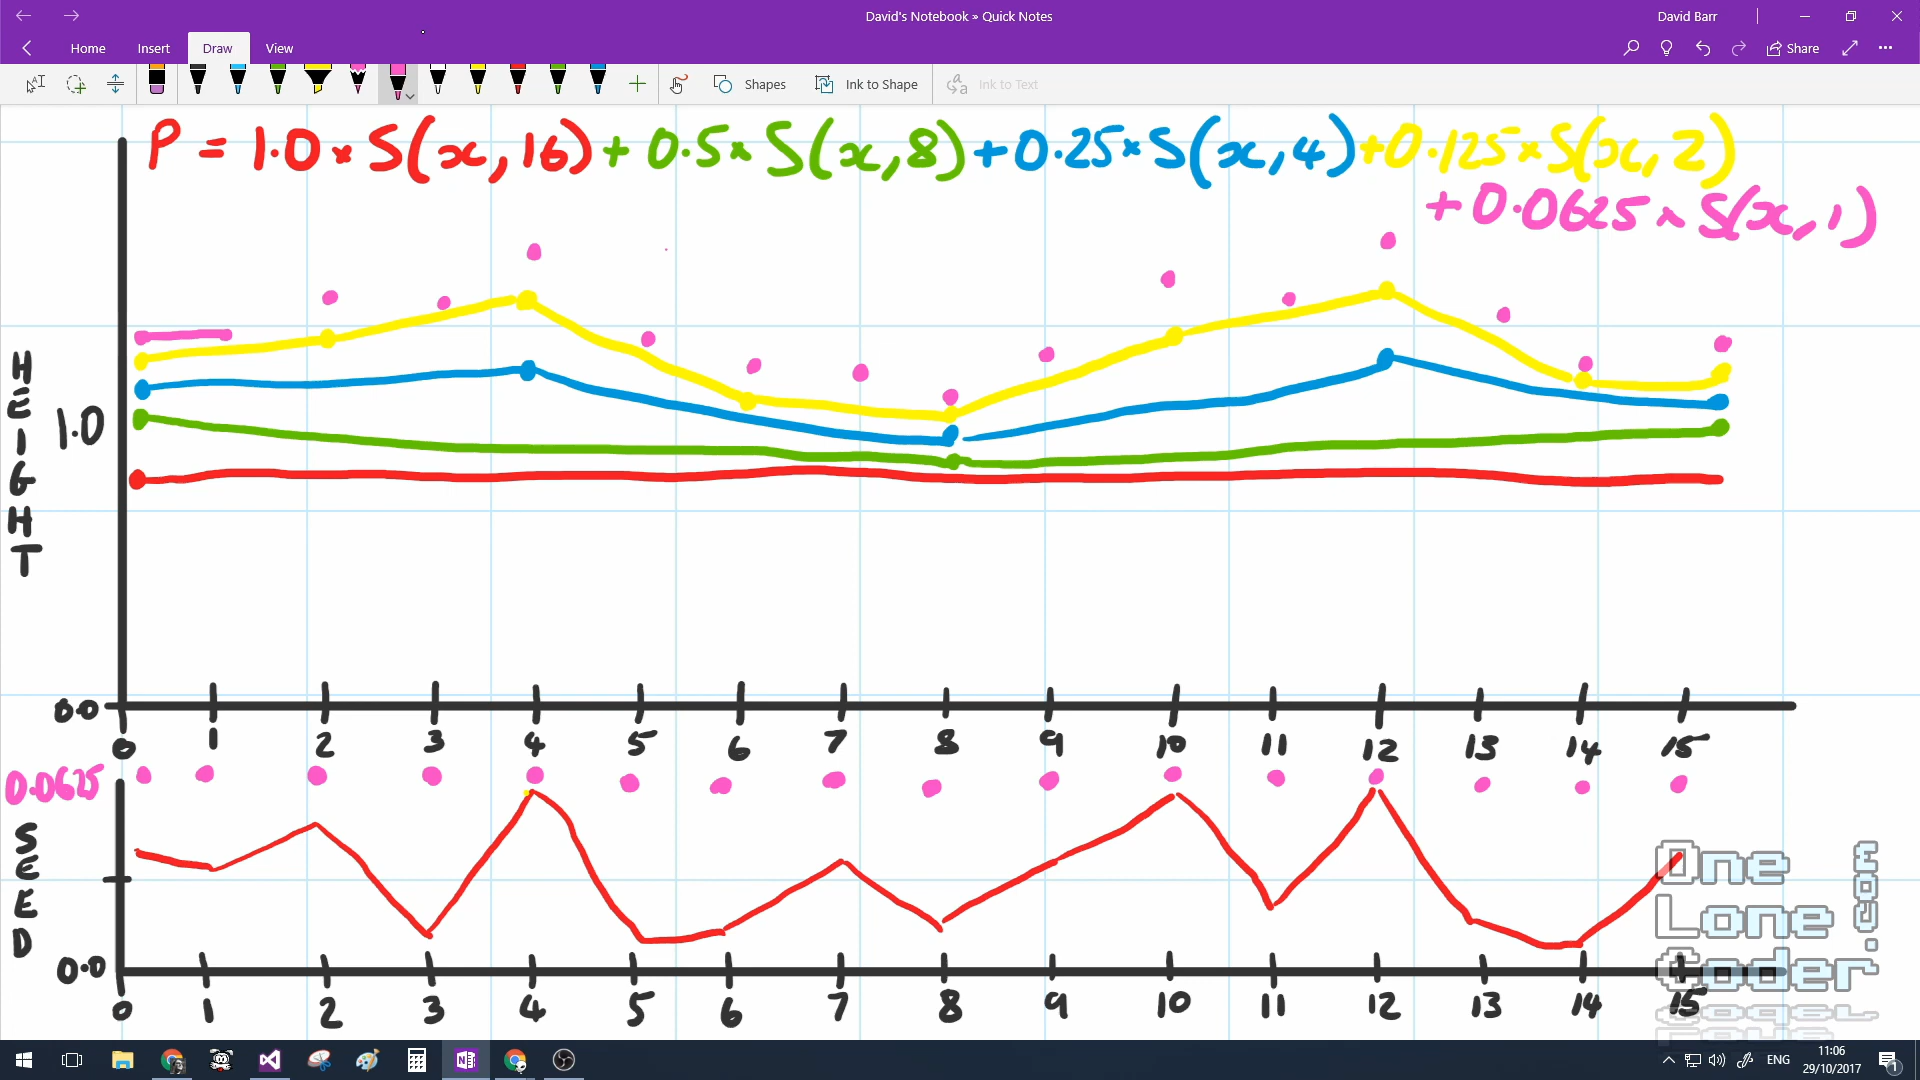 David's Notebook » Quick Notes
David Barr
Home Insert Draw View
Share
Shapes
Ink to Shape
Ink to Text
P = 1.0 × S(x,16) + 0.5 × S(x,8) + 0.25 × S(x,4) + 0.125 × S(x,2)
+ 0.0625 × S(x,1)
HEIGHT
1.0
0.0
0 1 2 3 4 5 6 7 8 9 10 11 12 13 14 15
0.0625
SEED
0.0
0 1 2 3 4 5 6 7 8 9 10 11 12 13 14 15
One
Lone
Coder
.com
ENG
11:06
29/10/2017
1